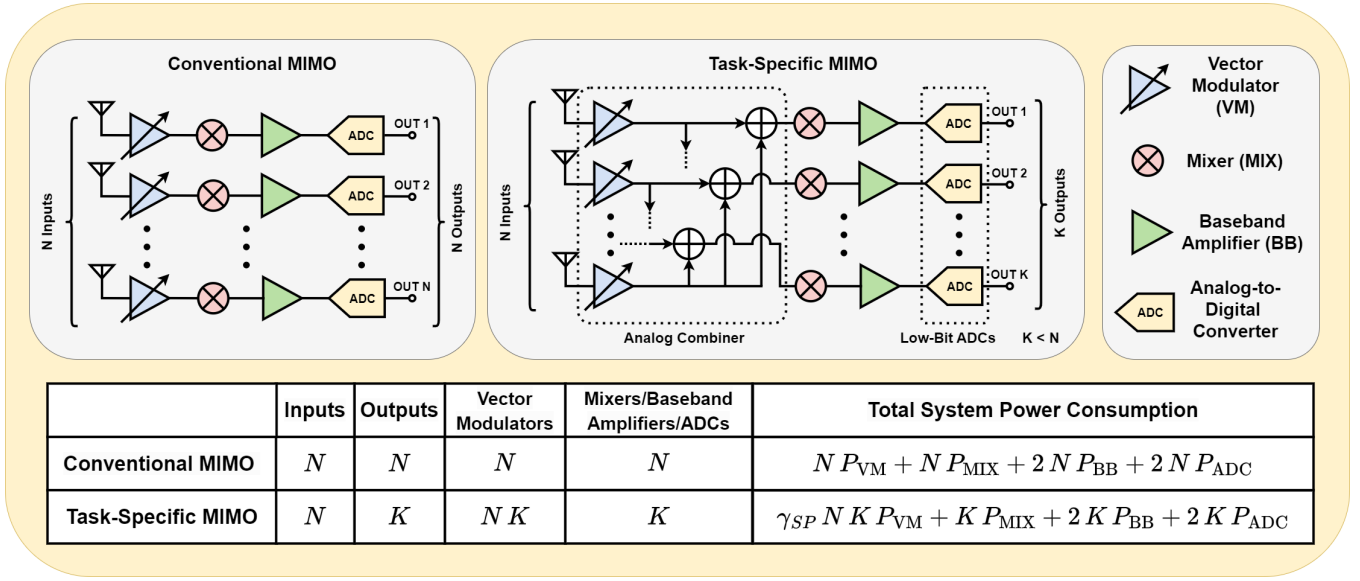 Conventional MIMO
N Inputs
ADC
OUT 1
ADC
OUT 2
ADC
OUT N
N Outputs
Task-Specific MIMO
N Inputs
ADC
OUT 1
ADC
OUT 2
ADC
OUT K
K Outputs
Analog Combiner
Low-Bit ADCs
K < N
Vector
Modulator
(VM)
Mixer (MIX)
Baseband
Amplifier (BB)
ADC
Analog-to-
Digital
Converter
Inputs
Outputs
Vector
Modulators
Mixers/Baseband
Amplifiers/ADCs
Total System Power Consumption
Conventional MIMO
N
N
N
N
N P_VM + N P_MIX + 2 N P_BB + 2 N P_ADC
Task-Specific MIMO
N
K
N K
K
γ_SP N K P_VM + K P_MIX + 2 K P_BB + 2 K P_ADC